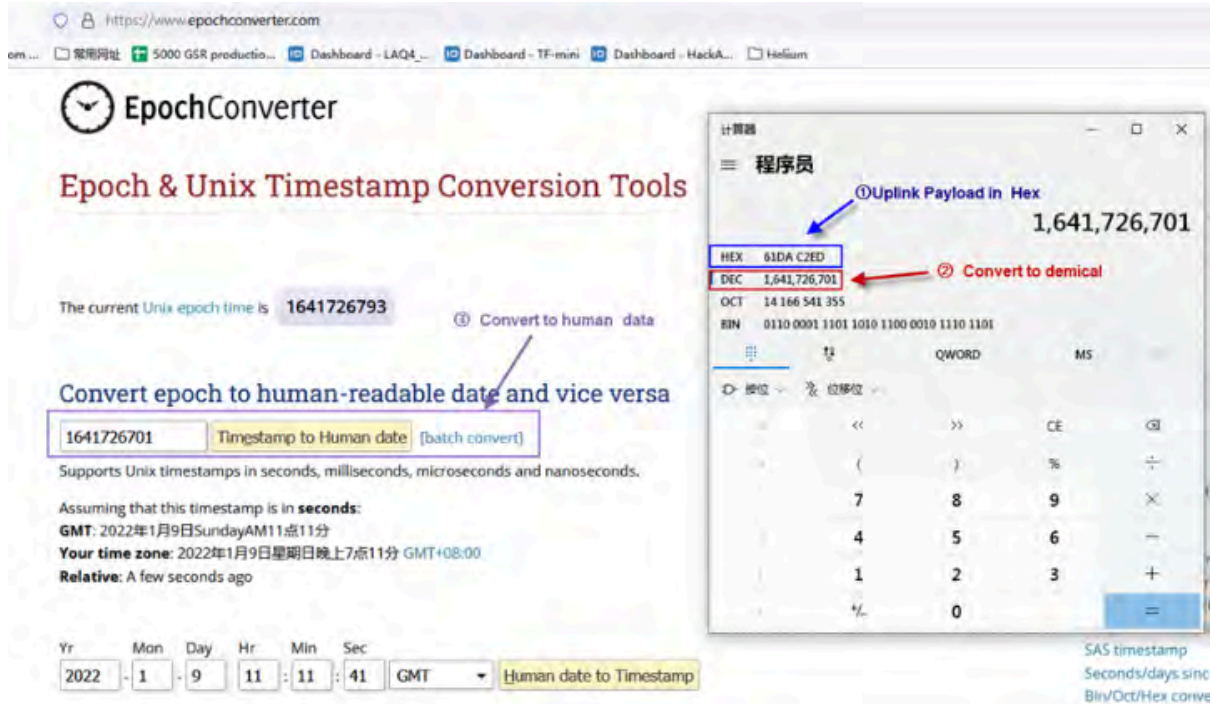 https://www.epochconverter.com
om ... 常用网址 5000 GSR productio... Dashboard - LAQ4_... Dashboard - TF-mini Dashboard - HackA... Helium
EpochConverter
Epoch & Unix Timestamp Conversion Tools
The current Unix epoch time is 1641726793
③ Convert to human data
Convert epoch to human-readable date and vice versa
1641726701 Timestamp to Human date [batch convert]
Supports Unix timestamps in seconds, milliseconds, microseconds and nanoseconds.
Assuming that this timestamp is in seconds:
GMT: 2022年1月9日SundayAM11点11分
Your time zone: 2022年1月9日星期日晚上7点11分 GMT+08:00
Relative: A few seconds ago
Yr Mon Day Hr Min Sec
2022 - 1 - 9 11 : 11 : 41 GMT Human date to Timestamp
计算器
程序员
①Uplink Payload in Hex
1,641,726,701
HEX 61DA C2ED
DEC 1,641,726,701
② Convert to demical
OCT 14 166 541 355
BIN 0110 0001 1101 1010 1100 0010 1110 1101
QWORD MS
按位 位移位
<< >> CE
( ) % ÷
7 8 9 ×
4 5 6 −
1 2 3 +
+/- 0 =
SAS timestamp
Seconds/days sinc
Bin/Oct/Hex conve